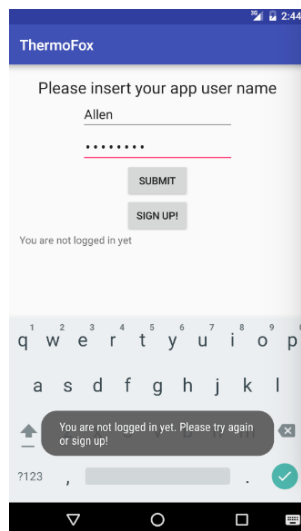 3G 2:44
ThermoFox
Please insert your app user name
Allen
••••••••
SUBMIT
SIGN UP!
You are not logged in yet
1 2 3 4 5 6 7 8 9 0
q w e r t y u i o p
a s d f g h j k l
You are not logged in yet. Please try again
or sign up!
?123 , .